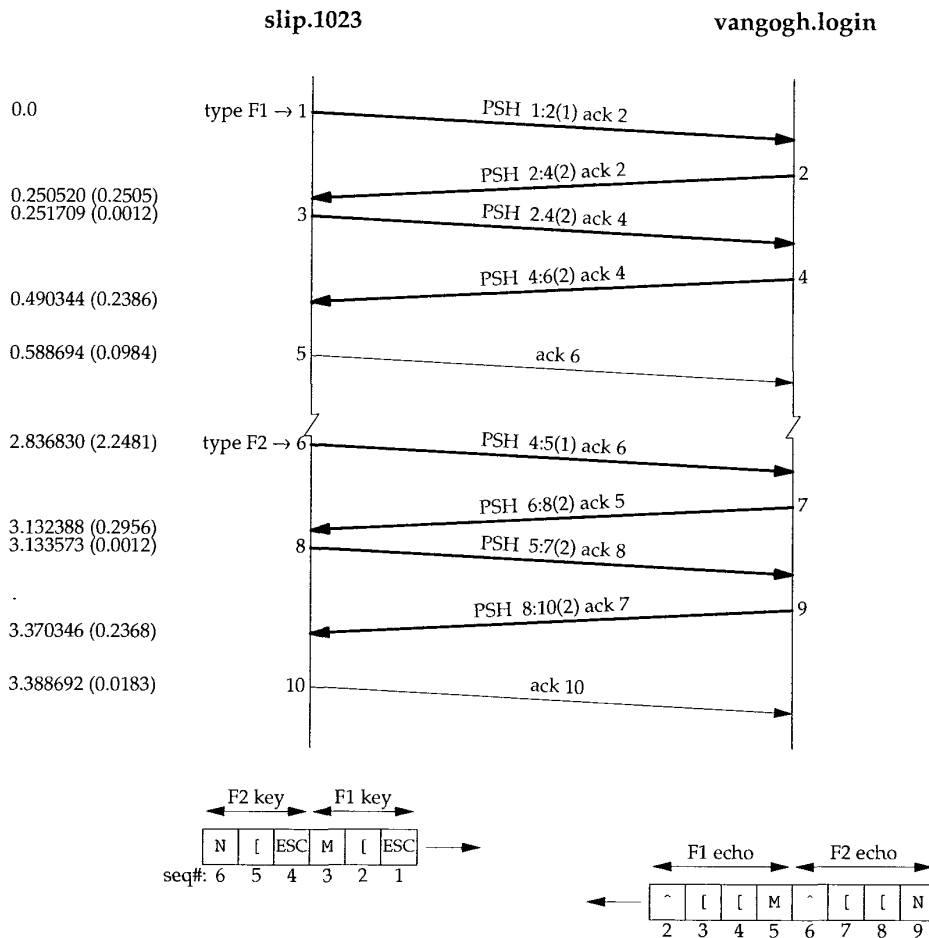 slip.1023 vangogh.login
0.0 type F1 → 1 PSH 1:2(1) ack 2
PSH 2:4(2) ack 2 2
0.250520 (0.2505)
0.251709 (0.0012) 3 PSH 2.4(2) ack 4
PSH 4:6(2) ack 4 4
0.490344 (0.2386)
0.588694 (0.0984) 5 ack 6
2.836830 (2.2481) type F2 → 6 PSH 4:5(1) ack 6
PSH 6:8(2) ack 5 7
3.132388 (0.2956)
3.133573 (0.0012) 8 PSH 5:7(2) ack 8
.
PSH 8:10(2) ack 7 9
3.370346 (0.2368)
3.388692 (0.0183) 10 ack 10
F2 key F1 key
N [ ESC M [ ESC
seq#: 6 5 4 3 2 1
F1 echo F2 echo
^ [ [ M ^ [ [ N
2 3 4 5 6 7 8 9